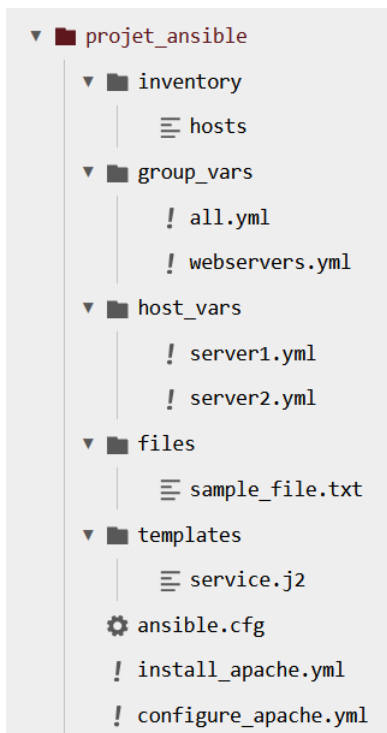 projet_ansible
inventory
hosts
group_vars
all.yml
webservers.yml
host_vars
server1.yml
server2.yml
files
sample_file.txt
templates
service.j2
ansible.cfg
install_apache.yml
configure_apache.yml